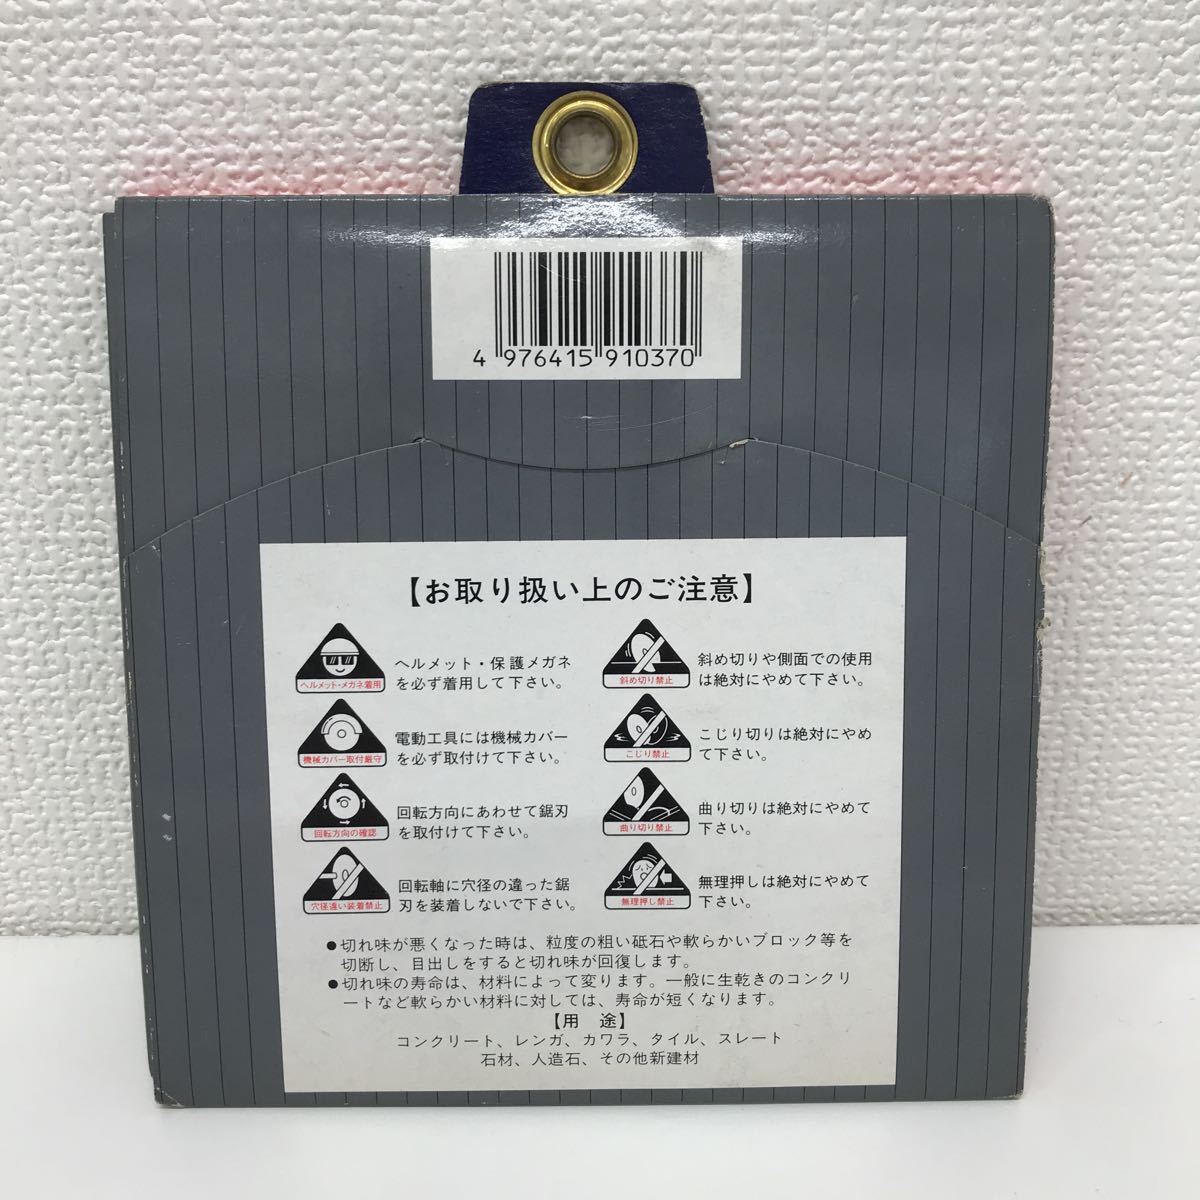 4 976415 910370
【お取り扱い上のご注意】
ヘルメット・メガネ着用
ヘルメット・保護メガネ
を必ず着用して下さい。
機械カバー取付厳守
電動工具には機械カバー
を必ず取付けて下さい。
回転方向の確認
回転方向にあわせて鋸刃
を取付けて下さい。
穴径違い装着禁止
回転軸に穴径の違った鋸
刃を装着しないで下さい。
斜め切り禁止
斜め切りや側面での使用
は絶対にやめて下さい。
こじり禁止
こじり切りは絶対にやめ
て下さい。
曲り切り禁止
曲り切りは絶対にやめて
下さい。
無理押し禁止
無理押しは絶対にやめて
下さい。
●切れ味が悪くなった時は、粒度の粗い砥石や軟らかいブロック等を
切断し、目出しをすると切れ味が回復します。
●切れ味の寿命は、材料によって変ります。一般に生乾きのコンクリ
ートなど軟らかい材料に対しては、寿命が短くなります。
【用 途】
コンクリート、レンガ、カワラ、タイル、スレート
石材、人造石、その他新建材